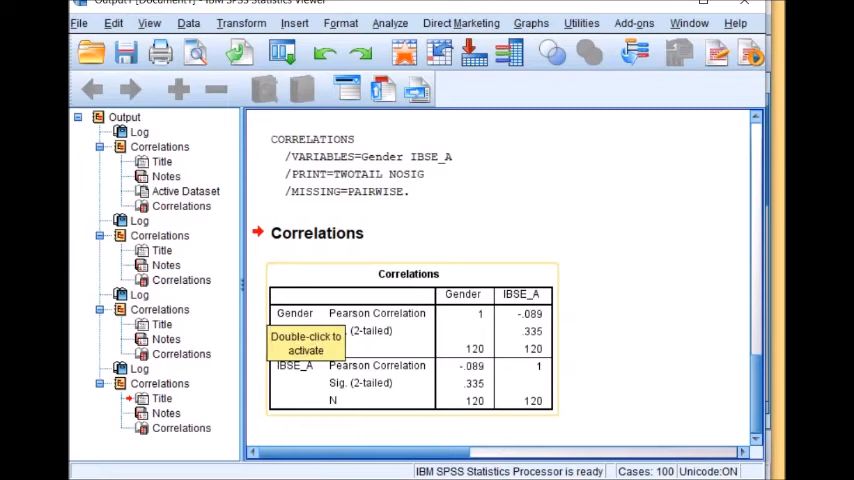 Output1 [Document1] - IBM SPSS Statistics Viewer
File Edit View Data Transform Insert Format Analyze Direct Marketing Graphs Utilities Add-ons Window Help
Output
Log
Correlations
Title
Notes
Active Dataset
Correlations
Log
Correlations
Title
Notes
Correlations
Log
Correlations
Title
Notes
Correlations
Log
Correlations
Title
Notes
Correlations
CORRELATIONS
/VARIABLES=Gender IBSE_A
/PRINT=TWOTAIL NOSIG
/MISSING=PAIRWISE.
Correlations
Correlations
Gender IBSE_A
Gender Pearson Correlation 1 -.089
(2-tailed) .335
120 120
Double-click to
activate
IBSE_A Pearson Correlation -.089 1
Sig. (2-tailed) .335
N 120 120
IBM SPSS Statistics Processor is ready Cases: 100 Unicode:ON